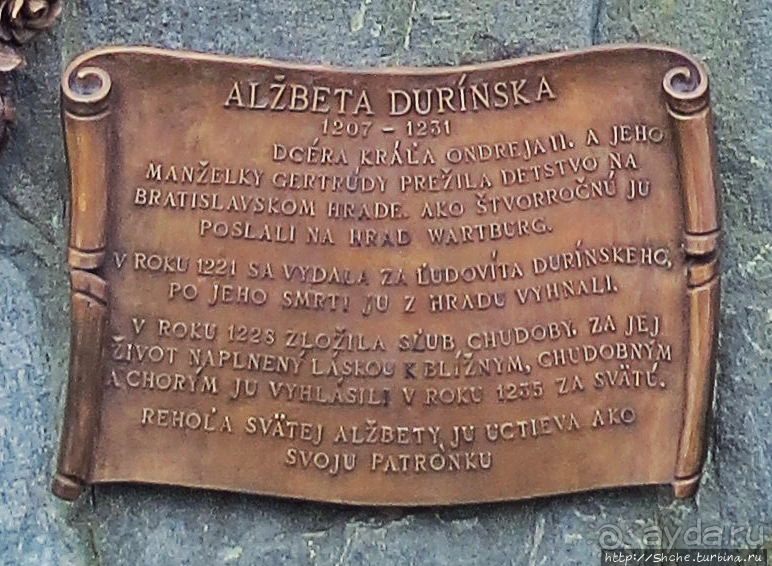 ALŽBETA DURÍNSKA
1207 - 1231
DCÉRA KRÁĽA ONDREJA II. A JEHO
MANŽELKY GERTRÚDY PREŽILA DETSTVO NA
BRATISLAVSKOM HRADE. AKO ŠTVORROČNÚ JU
POSLALI NA HRAD WARTBURG.
V ROKU 1221 SA VYDALA ZA ĽUDOVÍTA DURÍNSKEHO,
PO JEHO SMRTI JU Z HRADU VYHNALI.
V ROKU 1228 ZLOŽILA SĽUB CHUDOBY. ZA JEJ
ŽIVOT NAPLNENÝ LÁSKOU K BLÍŽNYM, CHUDOBNÝM
A CHORÝM JU VYHLÁSILI V ROKU 1235 ZA SVÄTÚ.
REHOĽA SVÄTEJ ALŽBETY JU UCTIEVA AKO
SVOJU PATRÓNKU
@ ayda.ru
http://Shche.turbina.ru/